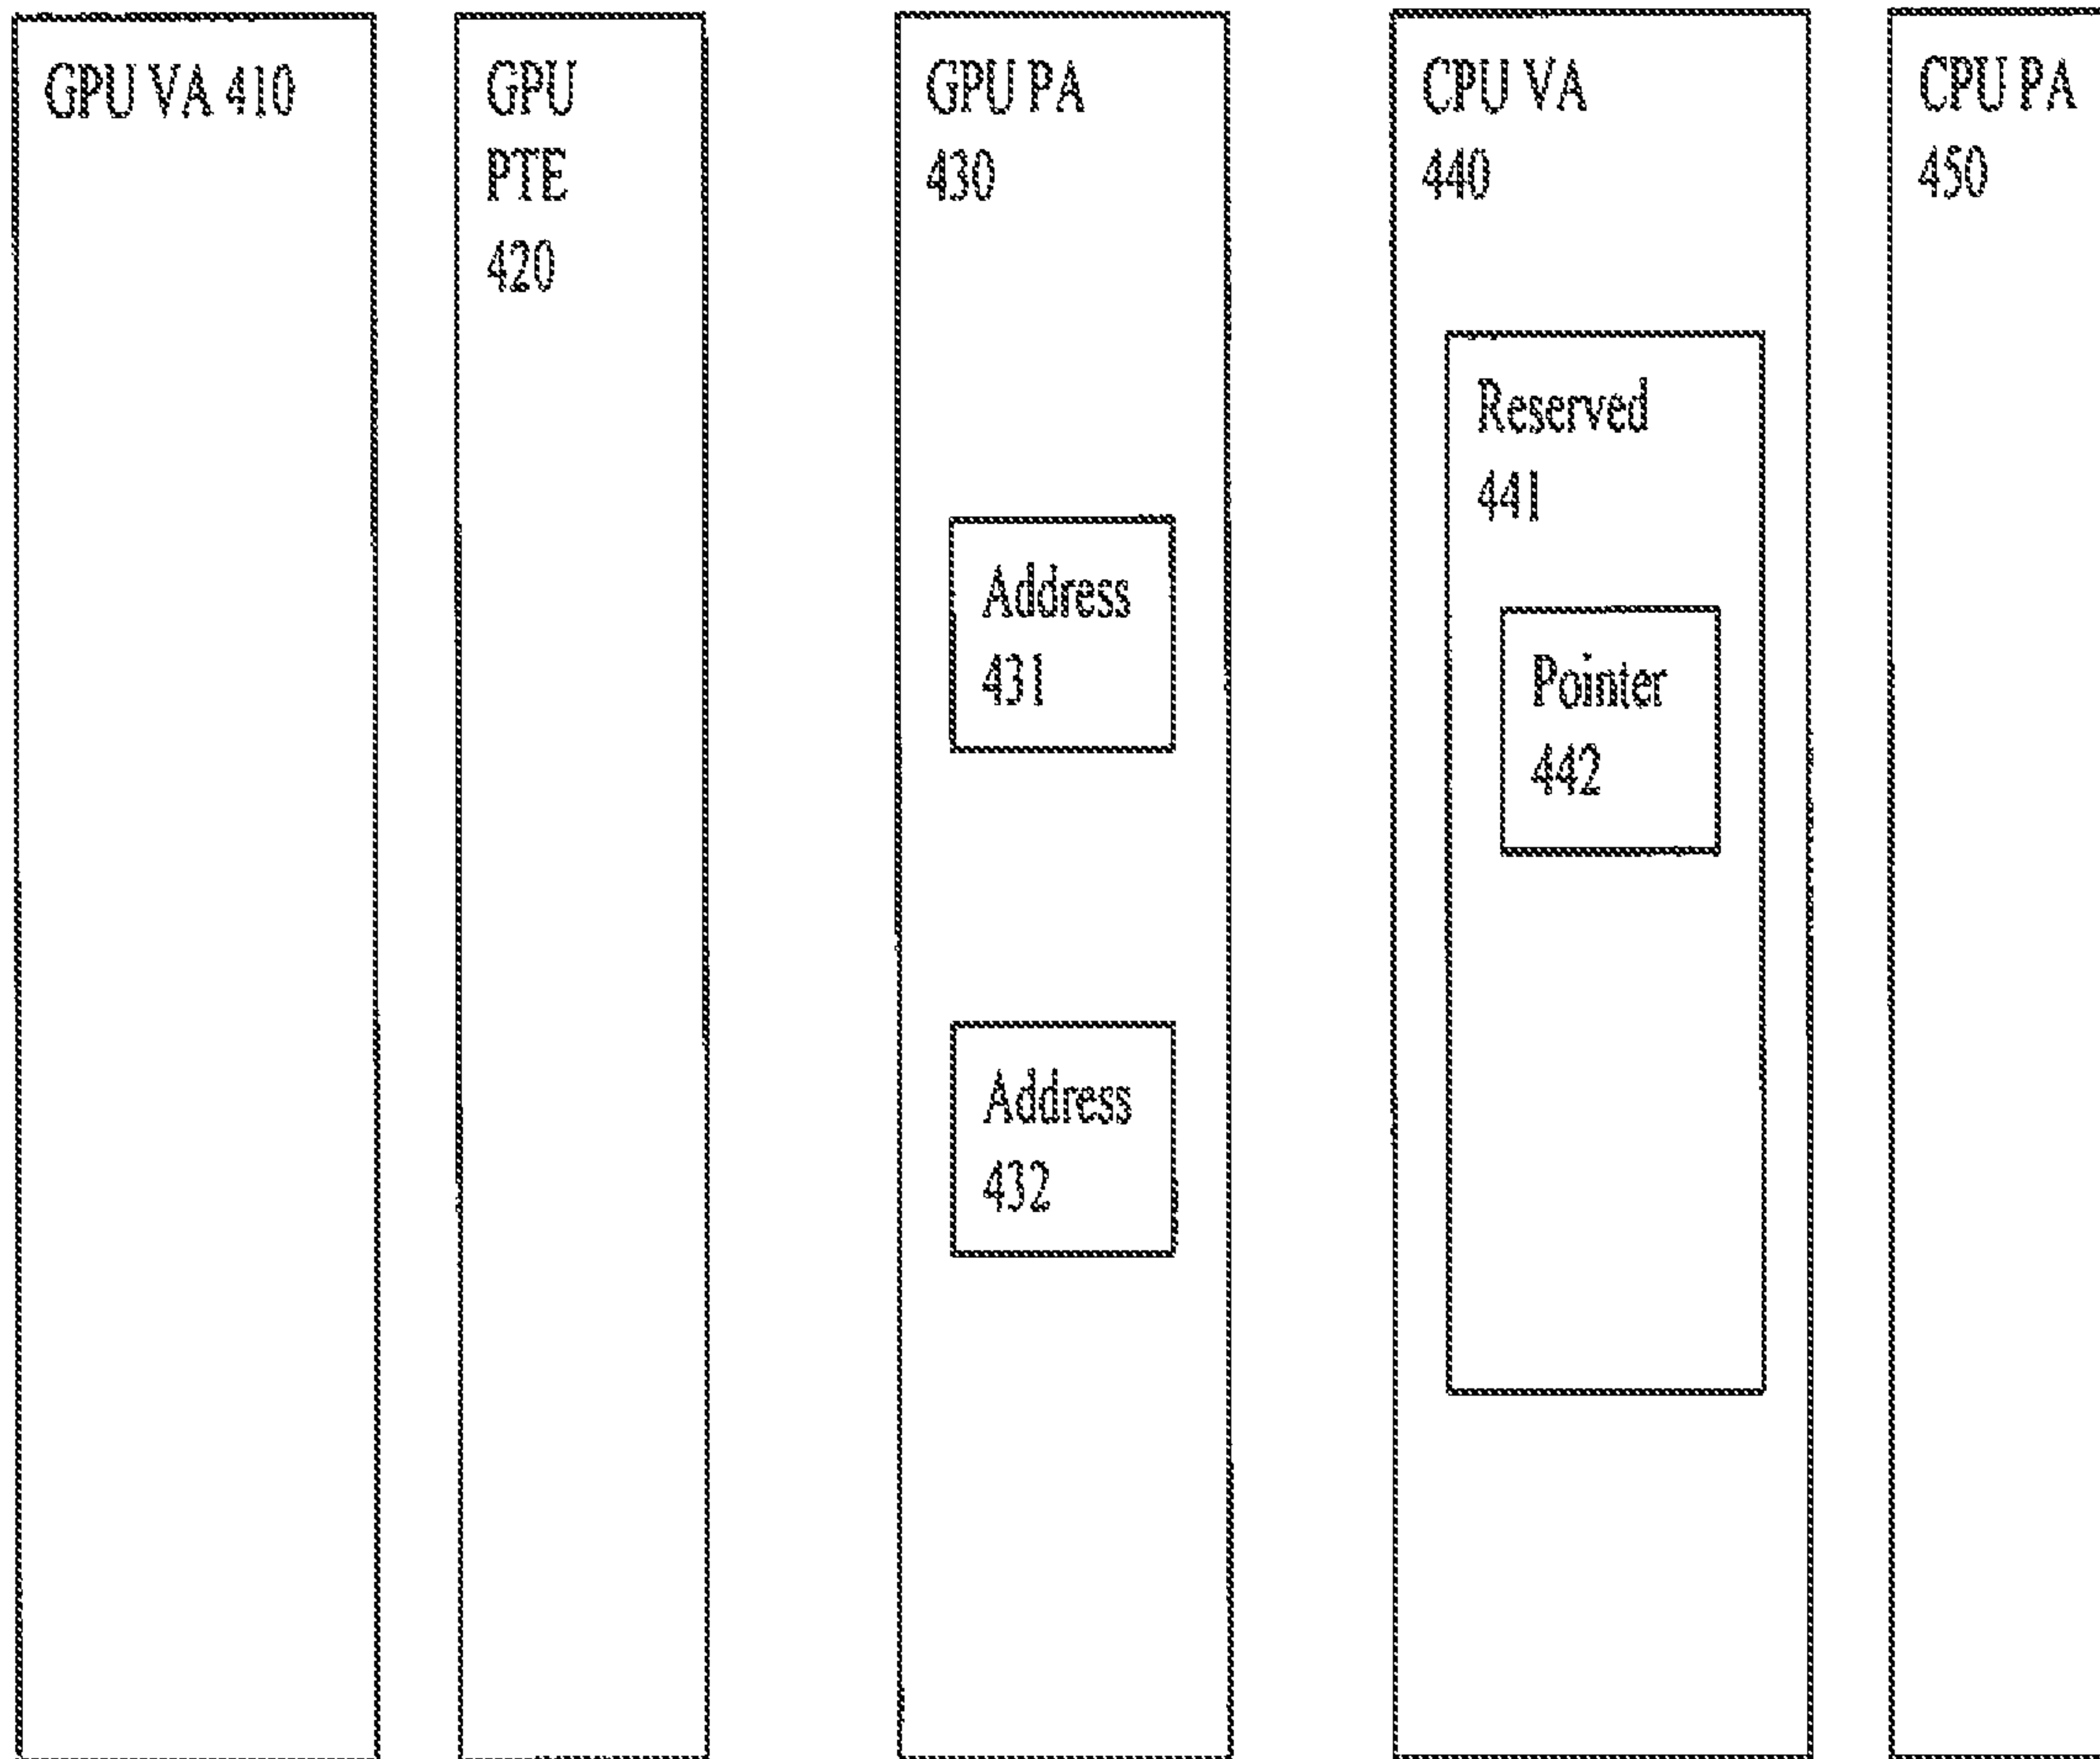 GPU VA 410
GPU
PTE
420
GPU PA
430
Address
431
Address
432
CPU VA
440
Reserved
441
Pointer
442
CPU PA
450